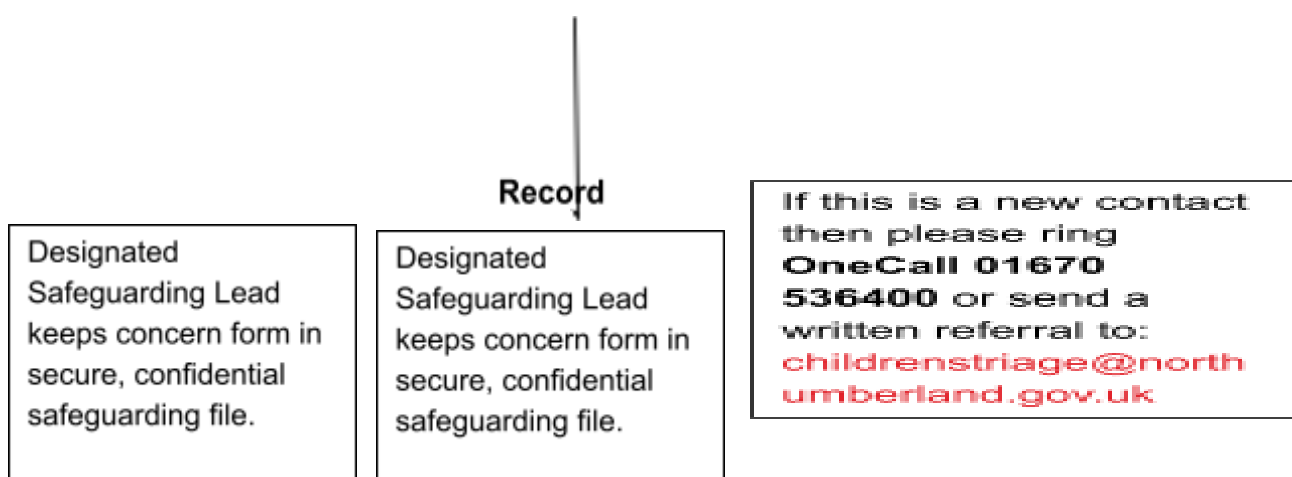 Record
Designated
Safeguarding Lead
keeps concern form in
secure, confidential
safeguarding file.
Designated
Safeguarding Lead
keeps concern form in
secure, confidential
safeguarding file.
If this is a new contact
then please ring
OneCall 01670
536400 or send a
written referral to:
childrenstriage@north
umberland.gov.uk